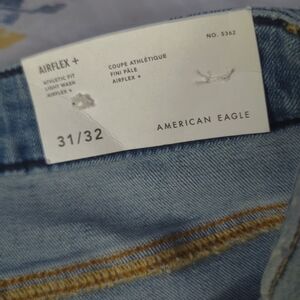 AIRFLEX +
ATHLETIC FIT
LIGHT WASH
AIRFLEX +
COUPE ATHLÉTIQUE
FINI PÂLE
AIRFLEX +
NO. 5362
31/32
AMERICAN EAGLE